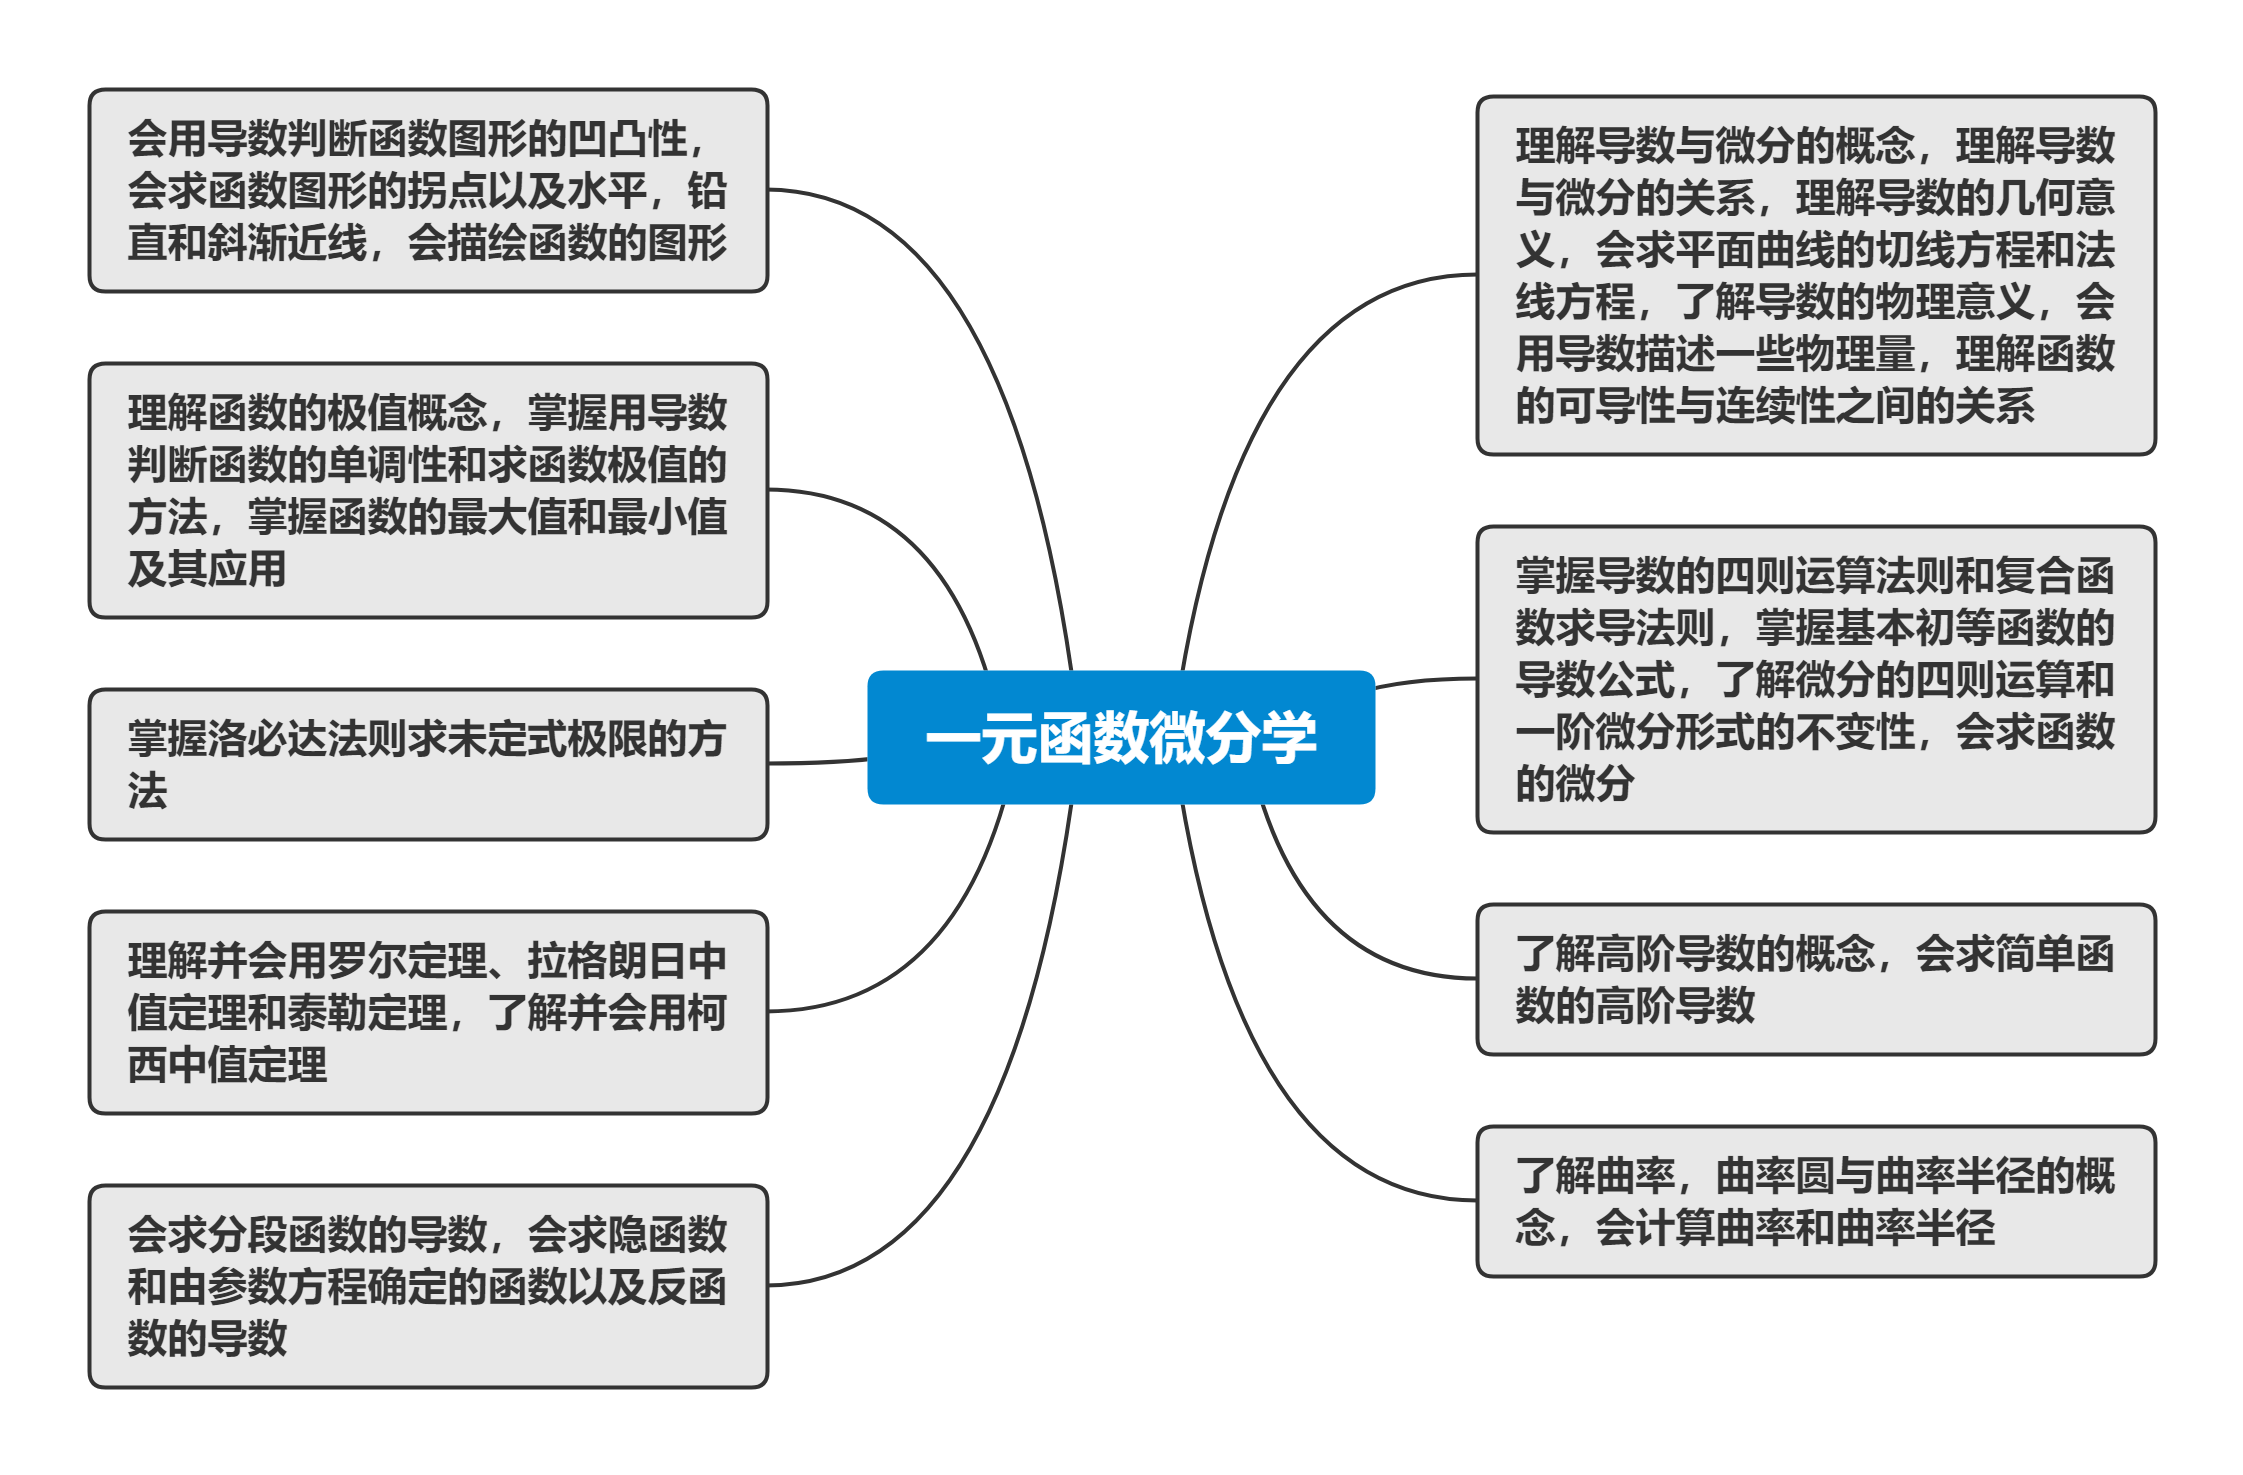 会用导数判断函数图形的凹凸性，
会求函数图形的拐点以及水平，铅
直和斜渐近线，会描绘函数的图形
理解函数的极值概念，掌握用导数
判断函数的单调性和求函数极值的
方法，掌握函数的最大值和最小值
及其应用
掌握洛必达法则求未定式极限的方
法
理解并会用罗尔定理、拉格朗日中
值定理和泰勒定理，了解并会用柯
西中值定理
会求分段函数的导数，会求隐函数
和由参数方程确定的函数以及反函
数的导数
一元函数微分学
理解导数与微分的概念，理解导数
与微分的关系，理解导数的几何意
义，会求平面曲线的切线方程和法
线方程，了解导数的物理意义，会
用导数描述一些物理量，理解函数
的可导性与连续性之间的关系
掌握导数的四则运算法则和复合函
数求导法则，掌握基本初等函数的
导数公式，了解微分的四则运算和
一阶微分形式的不变性，会求函数
的微分
了解高阶导数的概念，会求简单函
数的高阶导数
了解曲率，曲率圆与曲率半径的概
念，会计算曲率和曲率半径